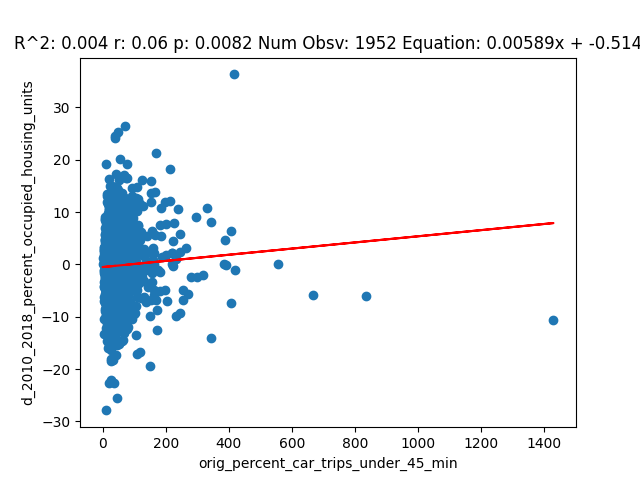 R^2: 0.004 r: 0.06 p: 0.0082 Num Obsv: 1952 Equation: 0.00589x + -0.514
d_2010_2018_percent_occupied_housing_units
30
20
10
0
−10
−20
−30
0 200 400 600 800 1000 1200 1400
orig_percent_car_trips_under_45_min